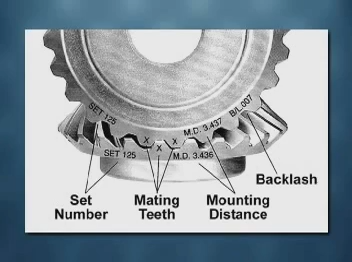 SET 125
M.D. 3.437
B/L.007
X X X
SET 125
M.D. 3.436
Backlash
Set
Number
Mating
Teeth
Mounting
Distance